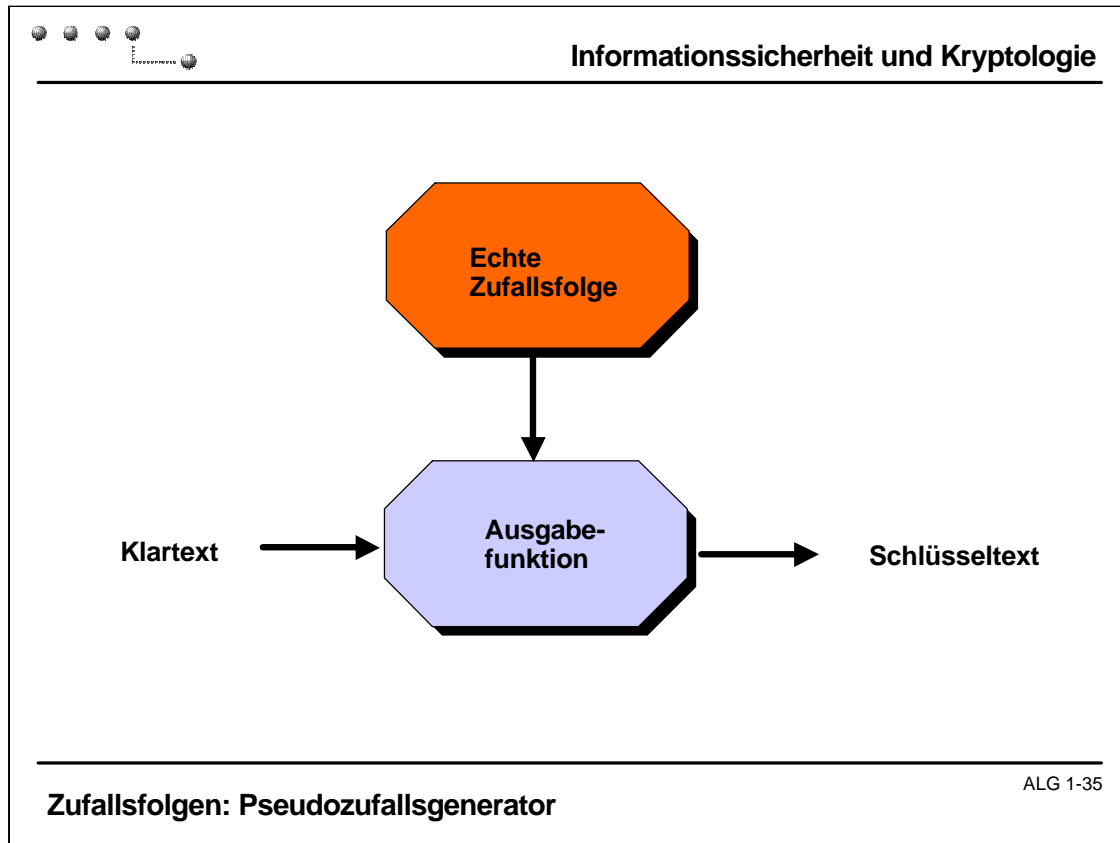 Informationssicherheit und Kryptologie
Echte
Zufallsfolge
Klartext
Ausgabe-
funktion
Schlüsseltext
Zufallsfolgen: Pseudozufallsgenerator
ALG 1-35